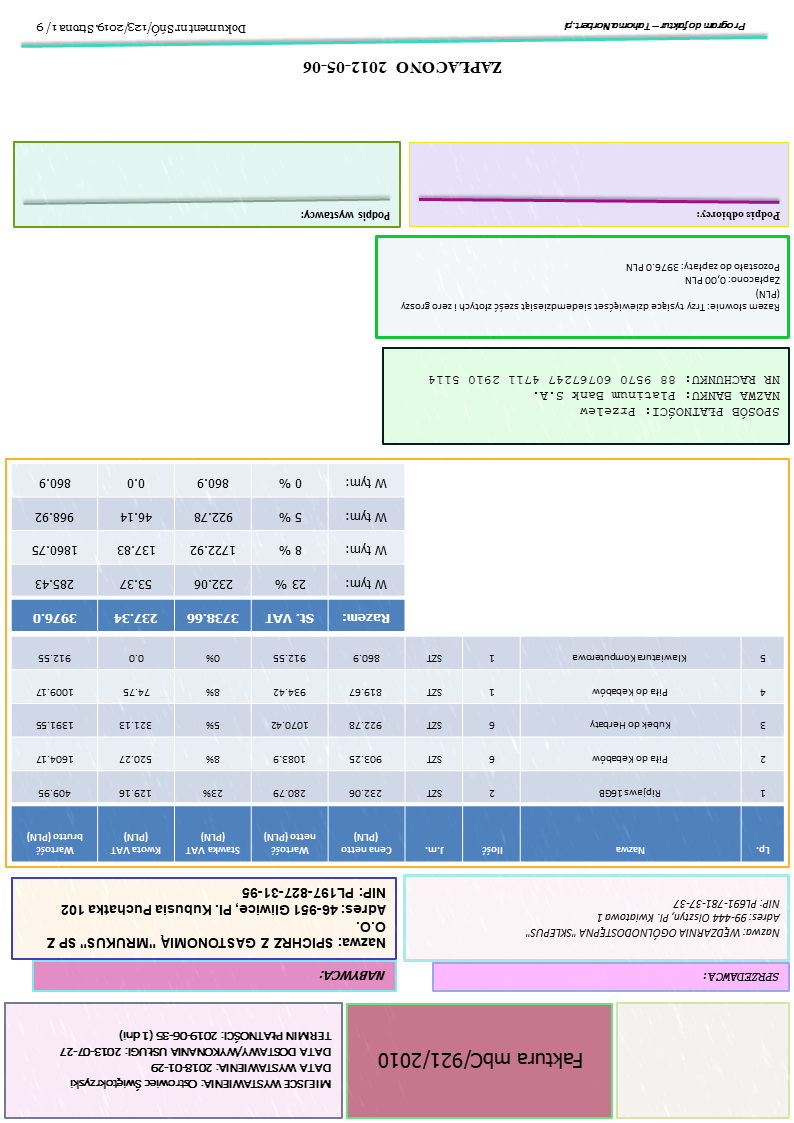 Faktura mbC/921/2010
MIEJSCE WYSTAWIENIA: Ostrowiec Świętokrzyski
DATA WYSTAWIENIA: 2018-01-29
DATA DOSTAWY/WYKONANIA USŁUGI: 2013-07-27
TERMIN PŁATNOŚCI: 2019-06-35 (1 dni)
SPRZEDAWCA:
NABYWCA:
Nazwa: WĘDZARNIA OGÓLNODOSTĘPNA "SKLEPUS"
Adres: 99-444 Olsztyn, Pl. Kwiatowa 1
NIP: PL691-781-37-37
Nazwa: SPICHRZ Z GASTONOMIĄ "MRUKUS" SP Z
O.O.
Adres: 46-951 Gliwice, Pl. Kubusia Puchatka 102
NIP: PL197-827-31-95
Lp. Nazwa Ilość J.m. Cena netto (PLN) Wartość netto (PLN) Stawka VAT (PLN) Kwota VAT (PLN) Wartość brutto (PLN)
1 Ripjaws 16GB 2 SZT 232.06 280.79 23% 129.16 409.95
2 Pita do Kebabów 6 SZT 903.25 1083.9 8% 520.27 1604.17
3 Kubek do Herbaty 6 SZT 922.78 1070.42 5% 321.13 1391.55
4 Pita do Kebabów 1 SZT 819.67 934.42 8% 74.75 1009.17
5 Klawiatura Komputerowa 1 SZT 860.9 912.55 0% 0.0 912.55
Razem: St. VAT 3738.66 237.34 3976.0
W tym: 23 % 232.06 53.37 285.43
W tym: 8 % 1722.92 137.83 1860.75
W tym: 5 % 922.78 46.14 968.92
W tym: 0 % 860.9 0.0 860.9
SPOSÓB PŁATNOŚCI: Przelew
NAZWA BANKU: Platinum Bank S.A.
NR RACHUNKU: 88 9570 60767247 4711 2910 5114
Razem słownie: Trzy tysiące dziewięćset siedemdziesiąt sześć złotych i zero groszy
(PLN)
Zapłacono: 0,00 PLN
Pozostało do zapłaty: 3976.0 PLN
Podpis odbiorcy:
Podpis wystawcy:
ZAPŁACONO 2012-05-06
Program do faktur – Tahoma.Norbert.pl
Dokument nr SŃÓ/123/2019. Strona 1 / 9